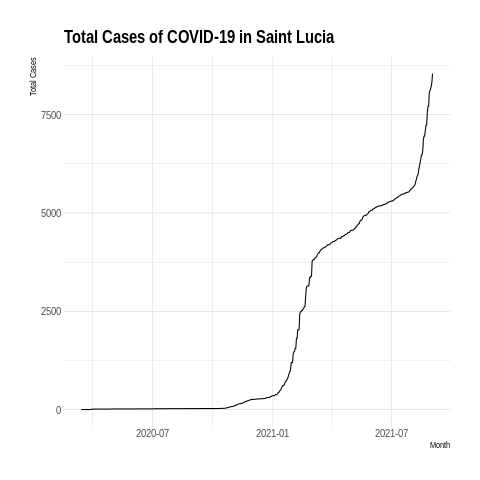 Total Cases of COVID-19 in Saint Lucia
Total Cases
7500
5000
2500
0
2020-07 2021-01 2021-07
Month